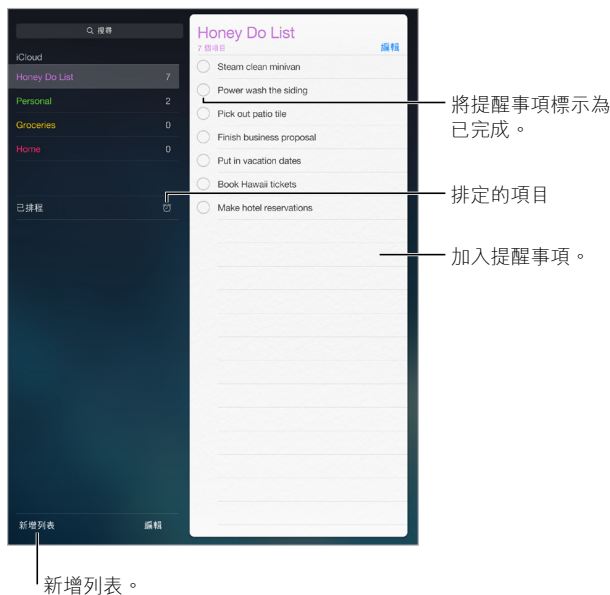 搜尋
iCloud
Honey Do List 7
Personal 2
Groceries 0
Home 0
已排程
新增列表 編輯
Honey Do List
7 個項目 編輯
Steam clean minivan
Power wash the siding
Pick out patio tile
Finish business proposal
Put in vacation dates
Book Hawaii tickets
Make hotel reservations
將提醒事項標示為
已完成。
排定的項目
加入提醒事項。
新增列表。